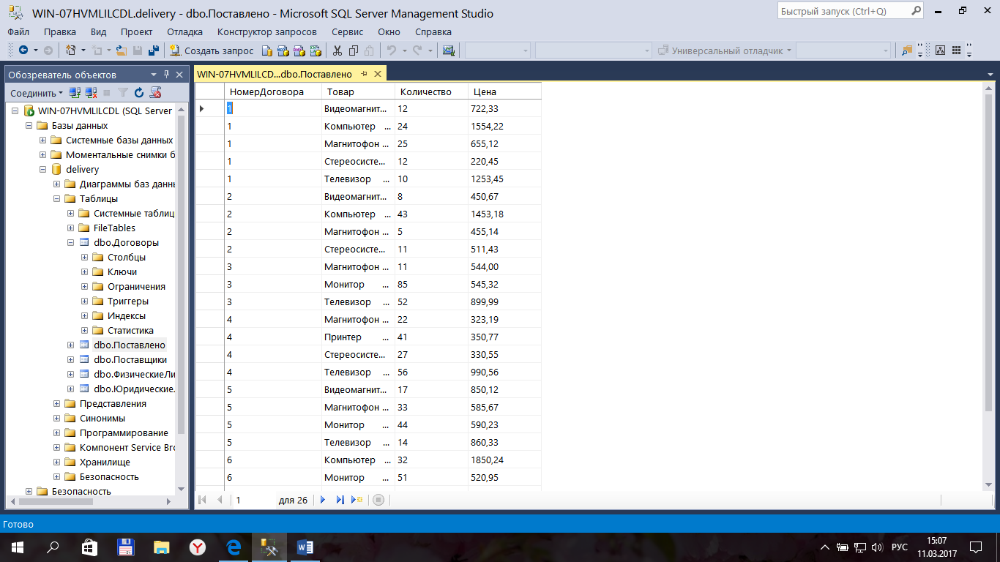 WIN-07HVMLILCDL.delivery - dbo.Поставлено - Microsoft SQL Server Management Studio
Быстрый запуск (Ctrl+Q)
Файл Правка Вид Проект Отладка Конструктор запросов Сервис Окно Справка
Создать запрос Универсальный отладчик
Обозреватель объектов
WIN-07HVMLILCD...dbo.Поставлено
Соединить
WIN-07HVMLILCDL (SQL Server
Базы данных
Системные базы данных
Моментальные снимки б
delivery
Диаграммы баз данны
Таблицы
Системные таблиц
FileTables
dbo.Договоры
Столбцы
Ключи
Ограничения
Триггеры
Индексы
Статистика
dbo.Поставлено
dbo.Поставщики
dbo.ФизическиеЛи
dbo.Юридические.
Представления
Синонимы
Программирование
Компонент Service Bro
Хранилище
Безопасность
Безопасность
НомерДоговора Товар Количество Цена
1 Видеомагнит... 12 722,33
1 Компьютер ... 24 1554,22
1 Магнитофон ... 25 655,12
1 Стереосисте... 12 220,45
1 Телевизор ... 10 1253,45
2 Видеомагнит... 8 450,67
2 Компьютер ... 43 1453,18
2 Магнитофон ... 5 455,14
2 Стереосисте... 11 511,43
3 Магнитофон ... 11 544,00
3 Монитор ... 85 545,32
3 Телевизор ... 52 899,99
4 Магнитофон ... 22 323,19
4 Принтер ... 41 350,77
4 Стереосисте... 27 330,55
4 Телевизор ... 56 990,56
5 Видеомагнит... 17 850,12
5 Магнитофон ... 33 585,67
5 Монитор ... 44 590,23
5 Телевизор ... 14 860,33
6 Компьютер ... 32 1850,24
6 Монитор ... 51 520,95
1 для 26
Готово
РУС
15:07
11.03.2017